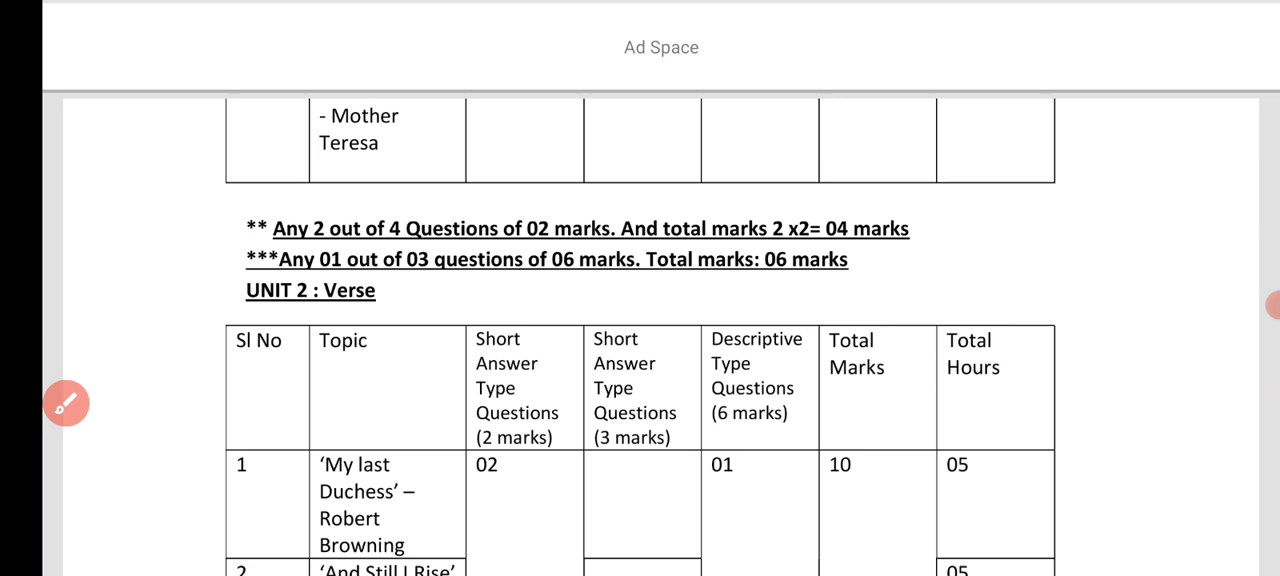 Ad Space
- Mother
Teresa
** Any 2 out of 4 Questions of 02 marks. And total marks 2 x2= 04 marks
***Any 01 out of 03 questions of 06 marks. Total marks: 06 marks
UNIT 2 : Verse
Sl No
Topic
Short
Answer
Type
Questions
(2 marks)
Short
Answer
Type
Questions
(3 marks)
Descriptive
Type
Questions
(6 marks)
Total
Marks
Total
Hours
1
‘My last
Duchess’ –
Robert
Browning
02
01
10
05
2
‘And Still I Rise’
05